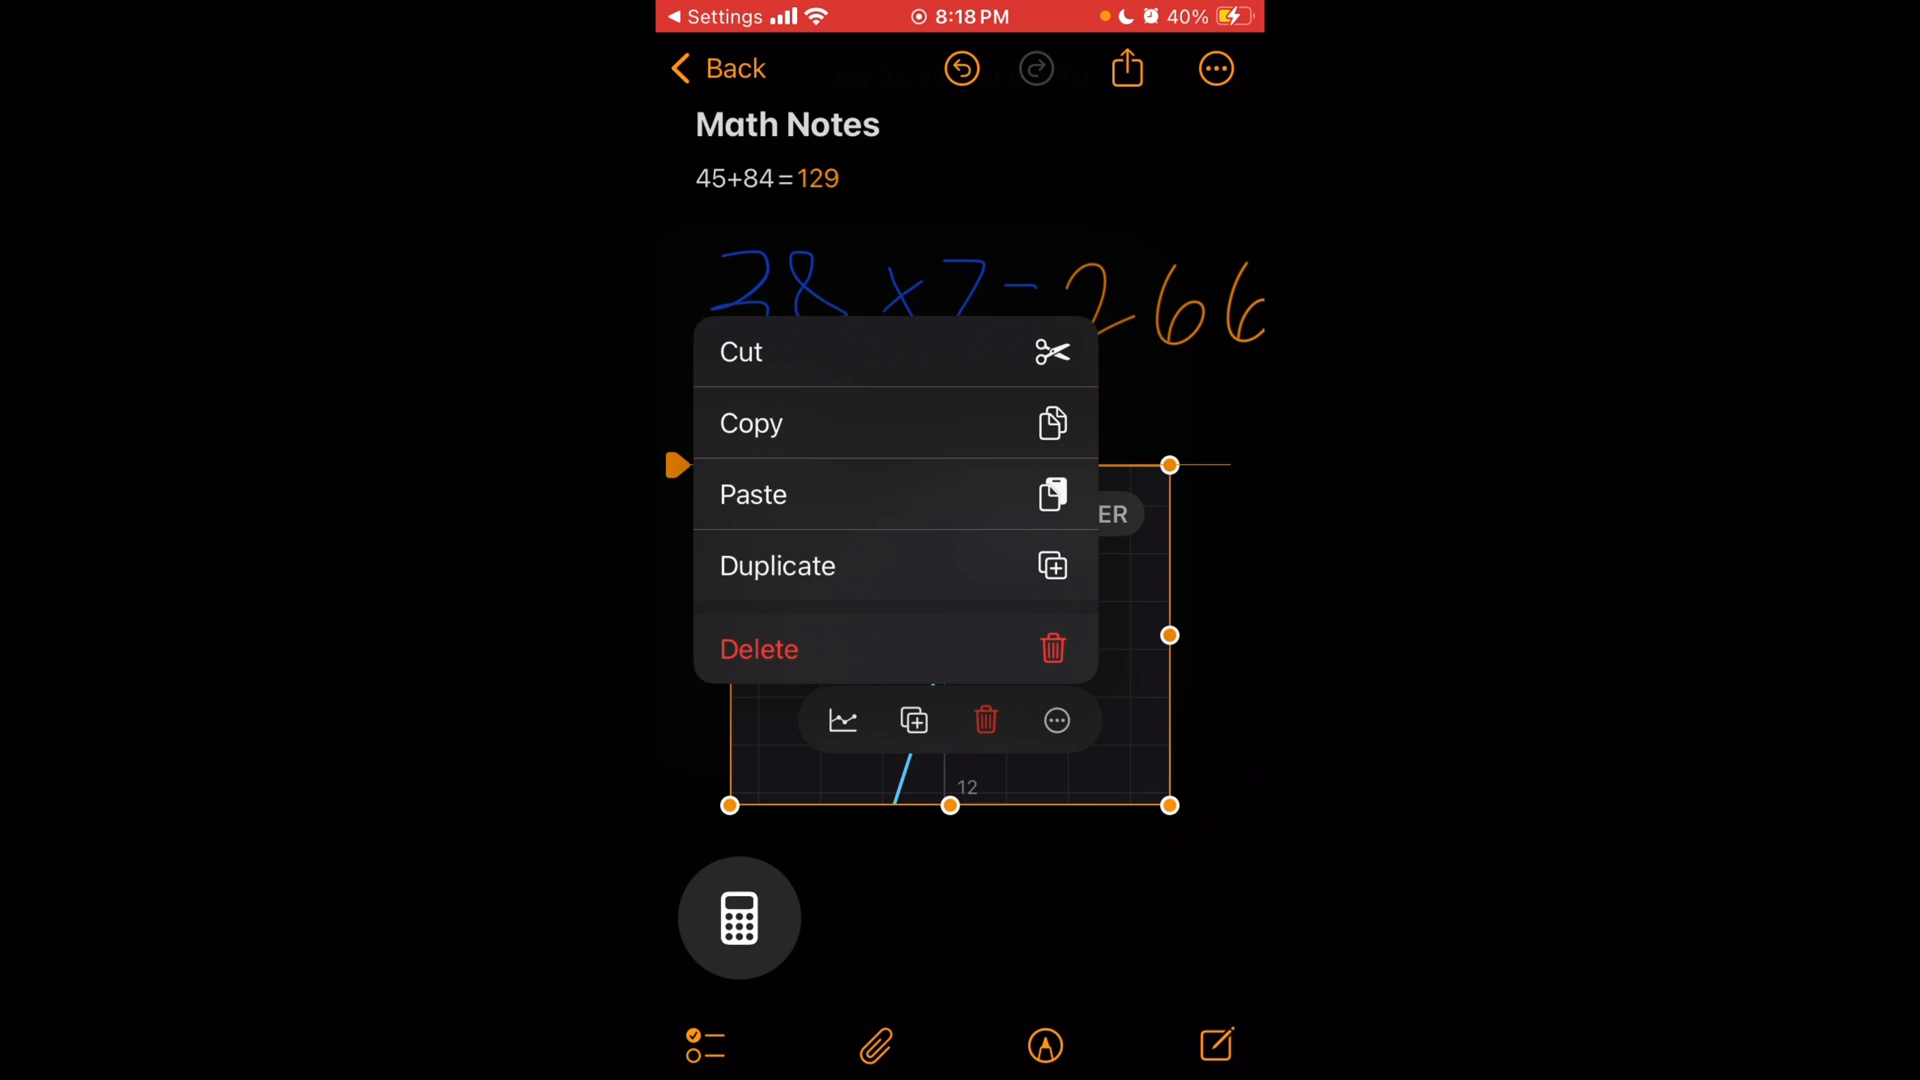 Settings 8:18 PM 40%
Back
Math Notes
45+84=129
38 x 7 = 266
Cut
Copy
Paste
Duplicate
Delete
ER
12